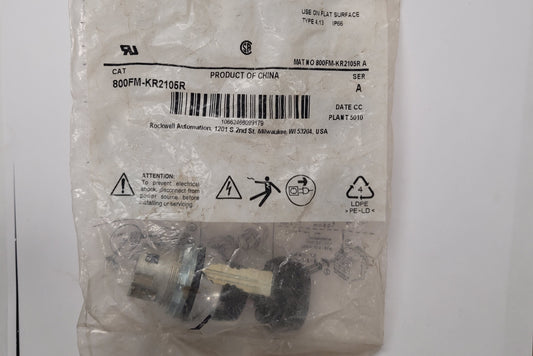 USE ON FLAT SURFACE
TYPE 4,13 IP66
MAT NO 800FM-KR2105R A
CAT PRODUCT OF CHINA SER
800FM-KR2105R A
DATE CC
PLANT 5010
Rockwell Automation, 1201 S 2nd St, Milwaukee, WI 53204, USA
ATTENTION:
To prevent electrical
shock, disconnect from
power source before
installing or servicing.
4
LDPE
>PE-LD<